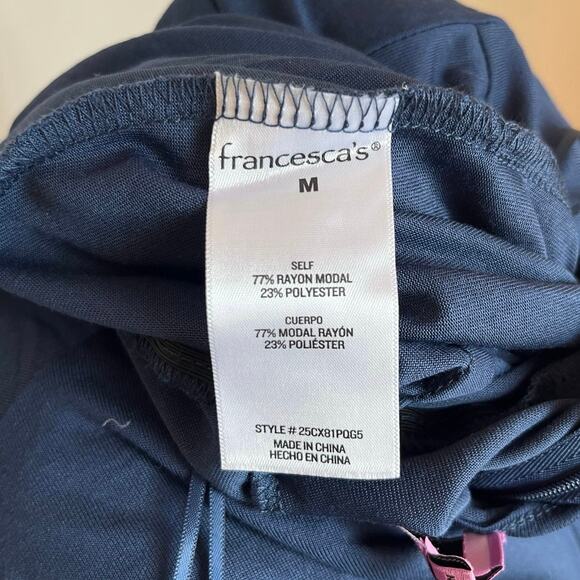 francesca's®
M
SELF
77% RAYON MODAL
23% POLYESTER
CUERPO
77% MODAL RAYÓN
23% POLIÉSTER
STYLE # 25CX81PQG5
MADE IN CHINA
HECHO EN CHINA